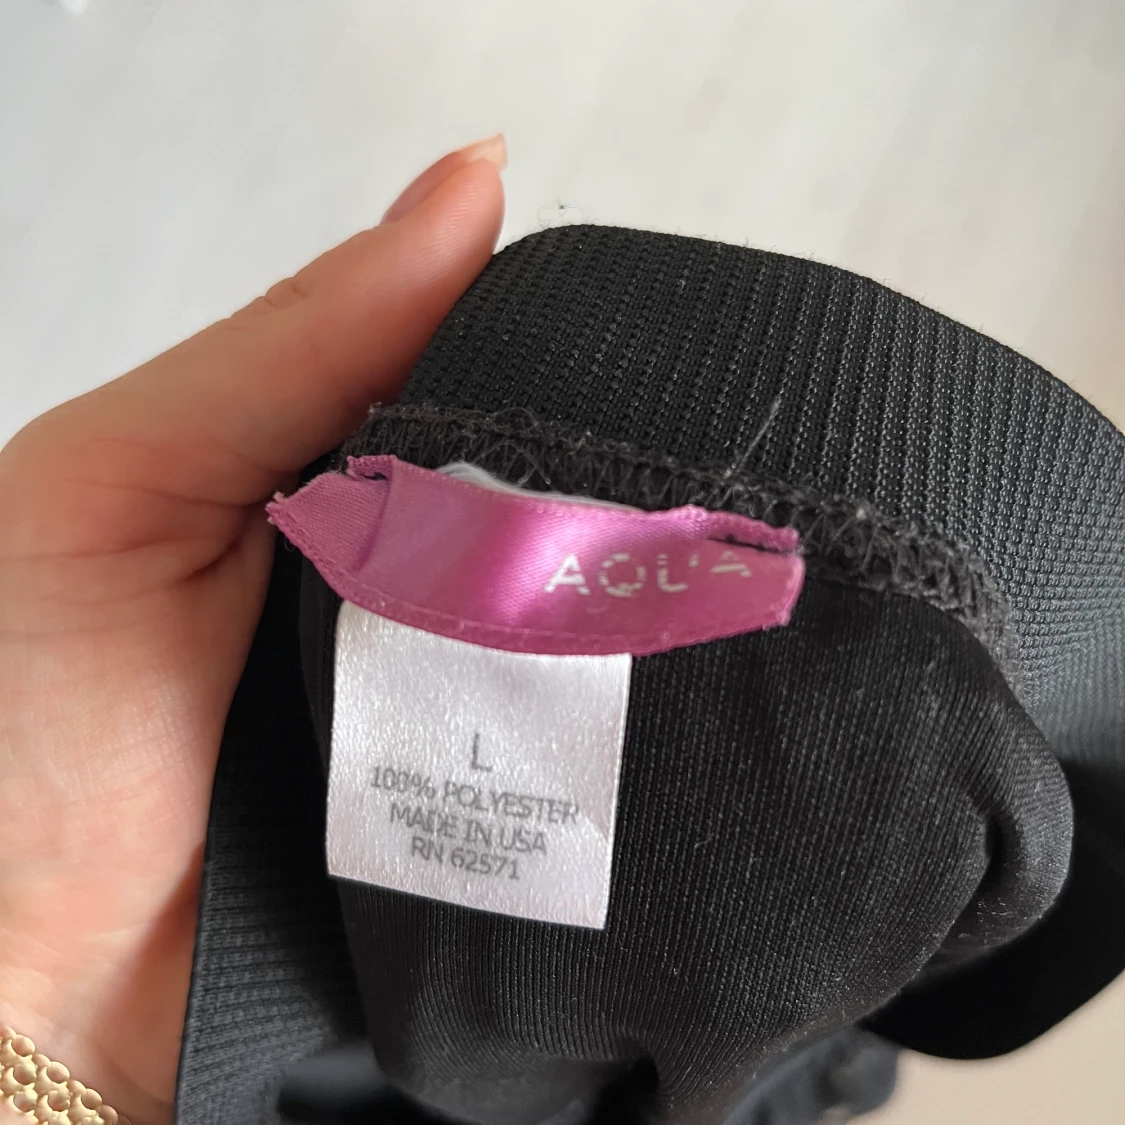 AQUA
L
100% POLYESTER
MADE IN USA
RN 62571